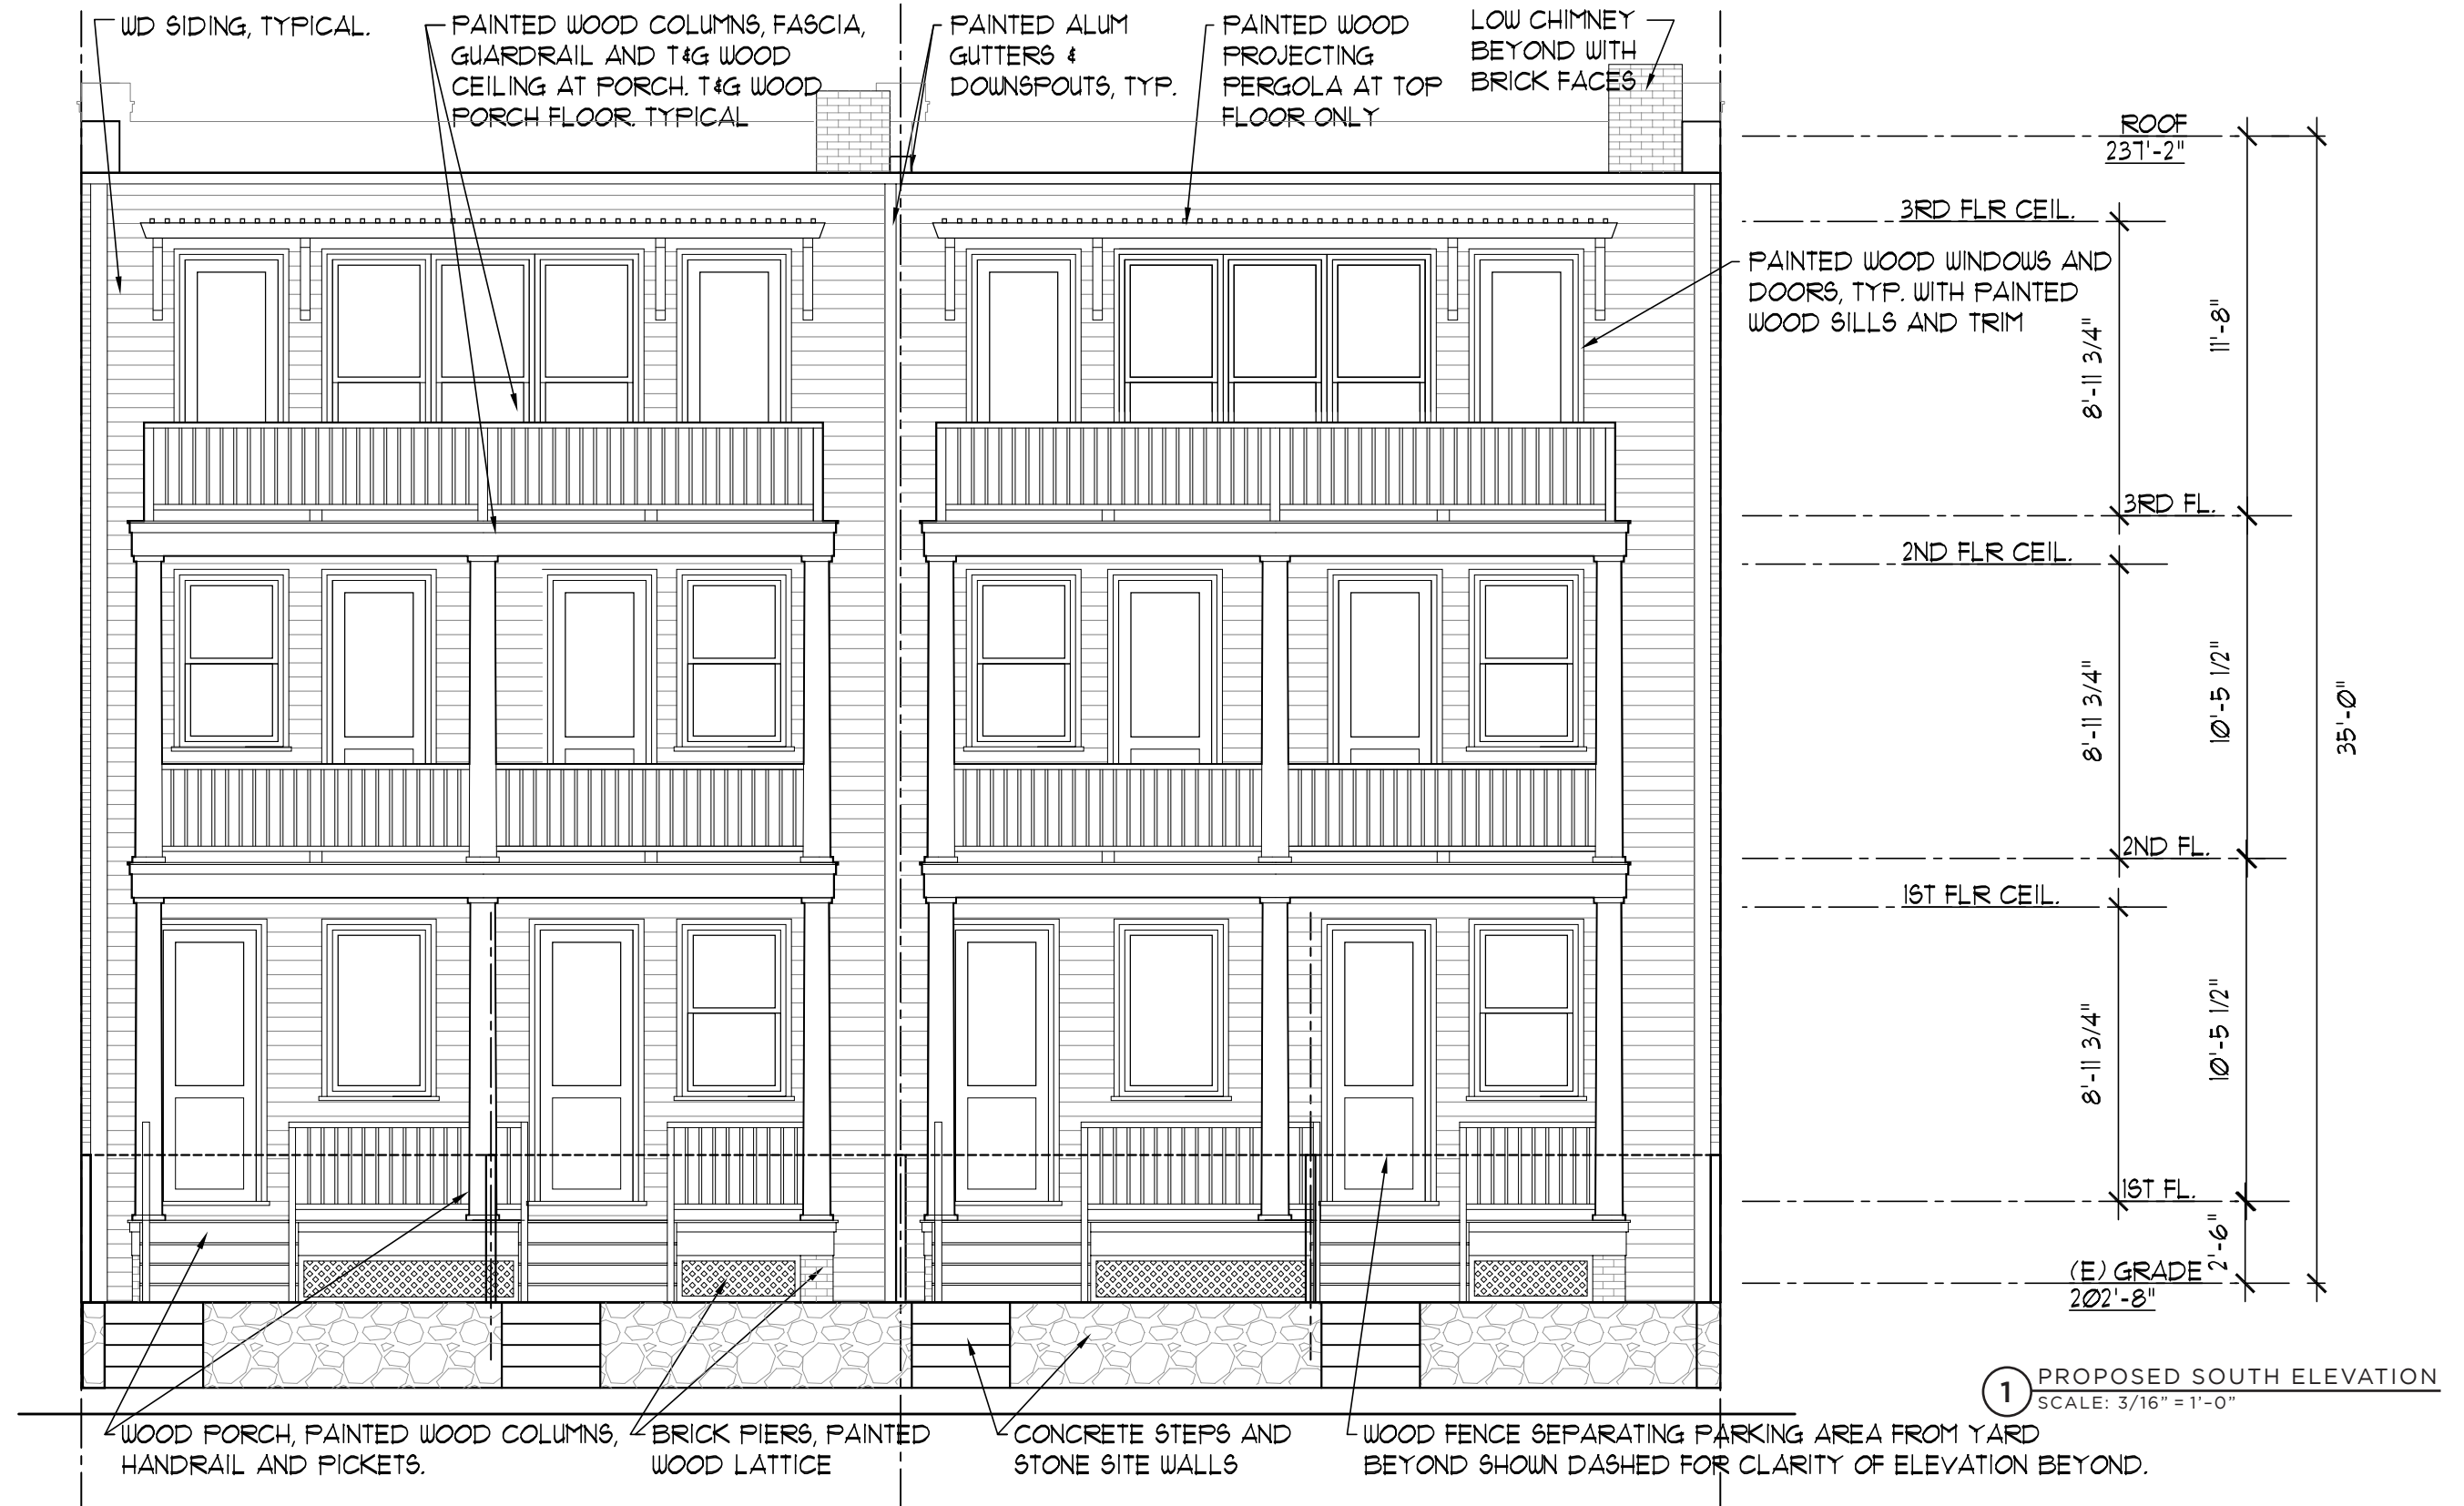 WD SIDING, TYPICAL.
PAINTED WOOD COLUMNS, FASCIA,
GUARDRAIL AND T&G WOOD
CEILING AT PORCH. T&G WOOD
PORCH FLOOR. TYPICAL
PAINTED ALUM
GUTTERS &
DOWNSPOUTS, TYP.
PAINTED WOOD
PROJECTING
PERGOLA AT TOP
FLOOR ONLY
LOW CHIMNEY
BEYOND WITH
BRICK FACES
ROOF
237'-2"
3RD FLR CEIL.
PAINTED WOOD WINDOWS AND
DOORS, TYP. WITH PAINTED
WOOD SILLS AND TRIM
8'-11 3/4"
11'-8"
3RD FL.
2ND FLR CEIL.
8'-11 3/4"
10'-5 1/2"
35'-0"
2ND FL.
1ST FLR CEIL.
8'-11 3/4"
10'-5 1/2"
1ST FL.
2'-6"
(E) GRADE
202'-8"
1 PROPOSED SOUTH ELEVATION
SCALE: 3/16" = 1'-0"
WOOD PORCH, PAINTED WOOD COLUMNS,
HANDRAIL AND PICKETS.
BRICK PIERS, PAINTED
WOOD LATTICE
CONCRETE STEPS AND
STONE SITE WALLS
WOOD FENCE SEPARATING PARKING AREA FROM YARD
BEYOND SHOWN DASHED FOR CLARITY OF ELEVATION BEYOND.